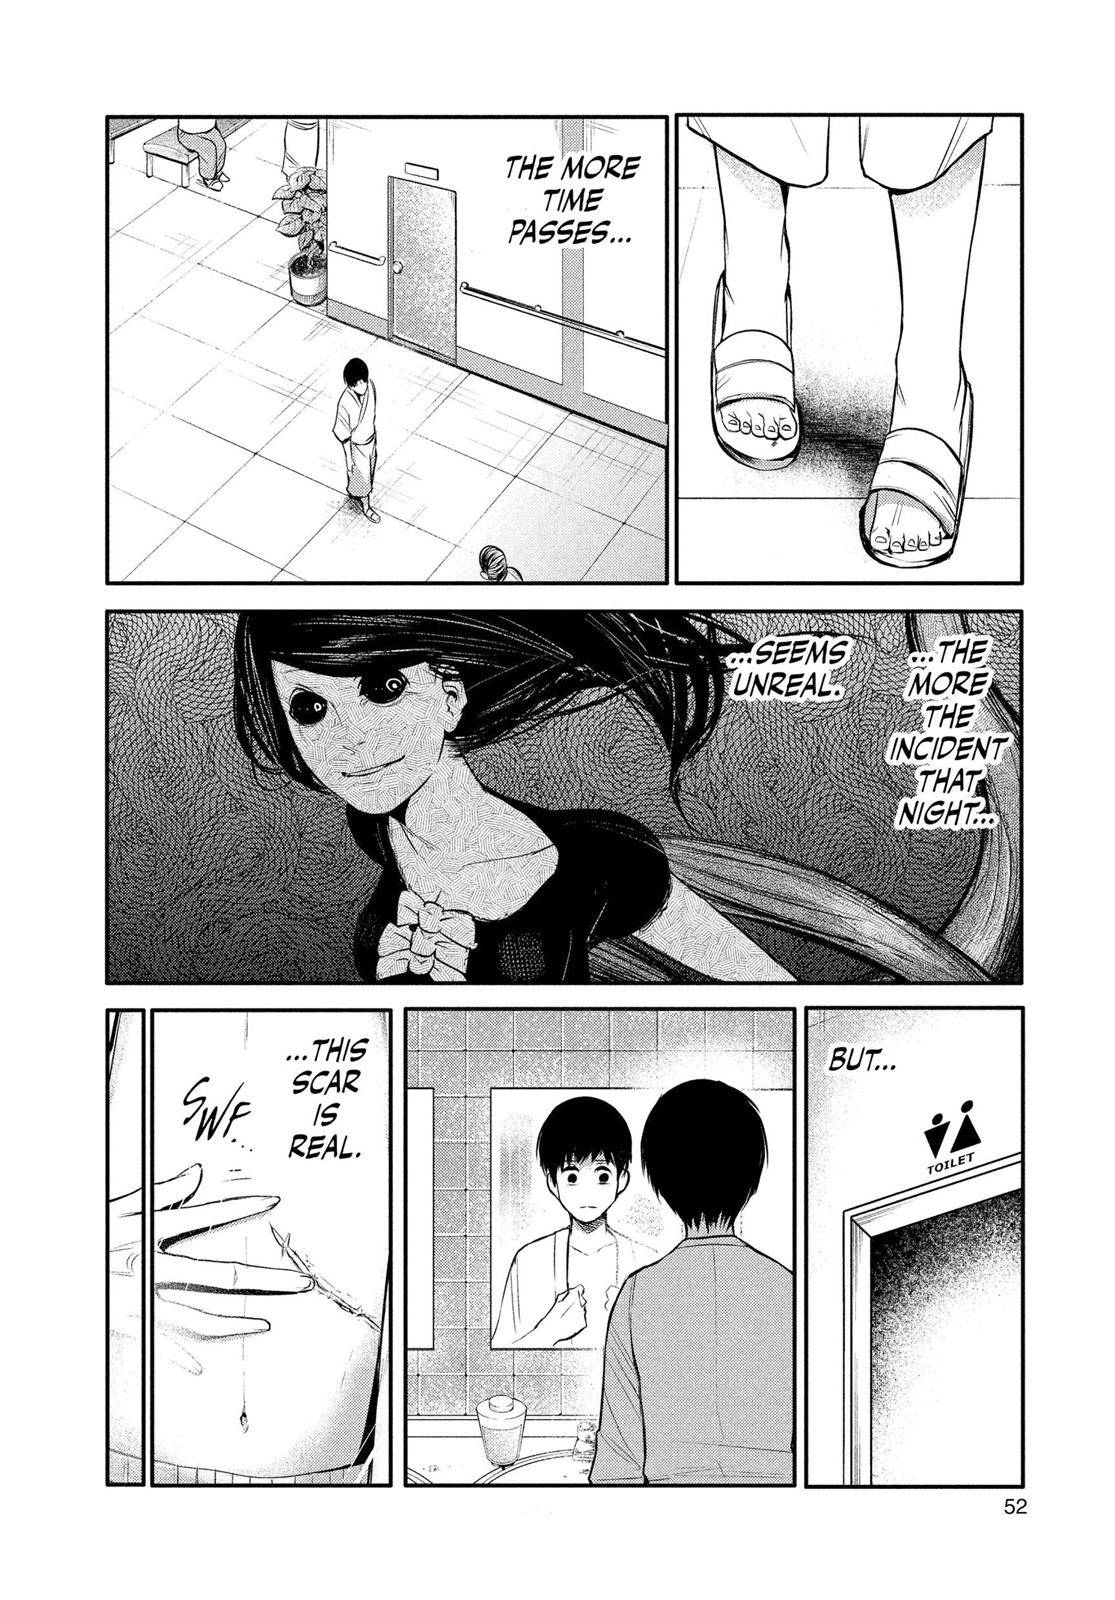 THE MORE
TIME
PASSES...
...THE
MORE
THE
INCIDENT
THAT
NIGHT...
...SEEMS
UNREAL.
BUT...
TOILET
...THIS
SCAR
IS
REAL.
SWF...
52